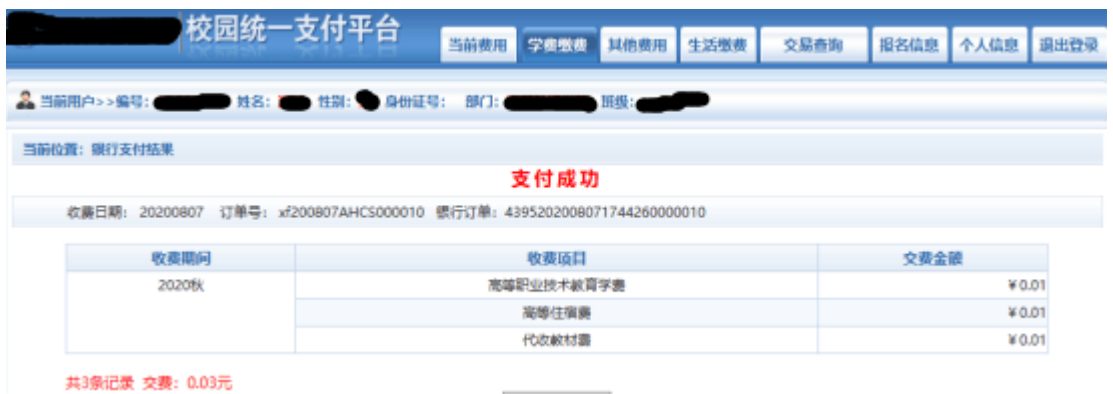 校园统一支付平台
当前费用 学费缴费 其他费用 生活缴费 交易查询 报名信息 个人信息 退出登录
当前用户>>编号: 姓名: 性别: 身份证号: 部门: 班级:
当前位置: 银行支付结果
支付成功
收费日期: 20200807 订单号: xf200807AHCS000010 银行订单: 4395202008071744260000010
收费期间 收费项目 交费金额
2020秋 高等职业技术教育学费 ¥0.01
高等住宿费 ¥0.01
代收教材费 ¥0.01
共3条记录 交费: 0.03元